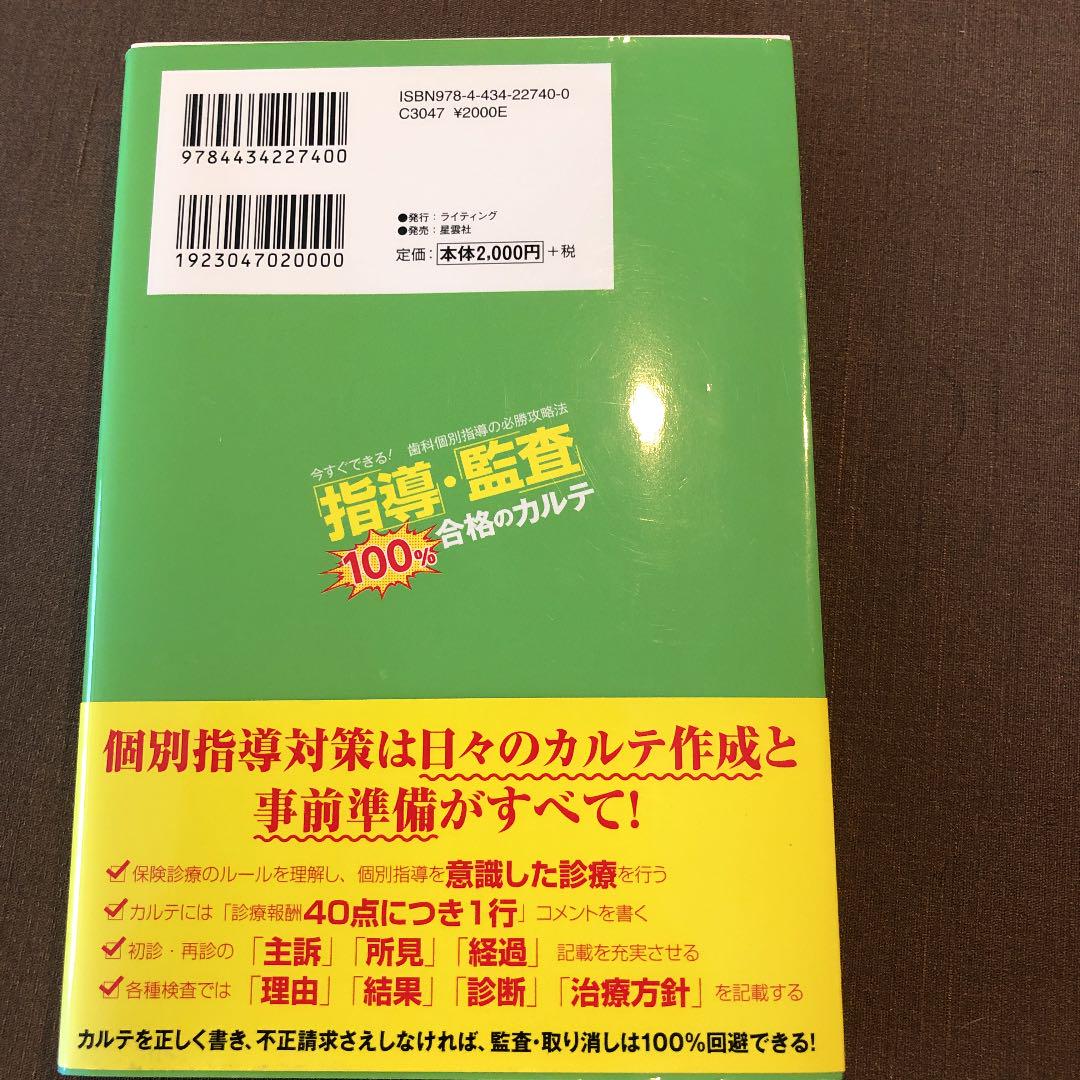 ISBN978-4-434-22740-0
C3047 ¥2000E
9784434227400
1923047020000
●発行：ライティング
●発売：星雲社
定価：本体2,000円＋税
今すぐできる！ 歯科個別指導の必勝攻略法
指導・監査
100%合格のカルテ
個別指導対策は日々のカルテ作成と
事前準備がすべて！
保険診療のルールを理解し、個別指導を意識した診療を行う
カルテには「診療報酬40点につき1行」コメントを書く
初診・再診の「主訴」「所見」「経過」記載を充実させる
各種検査では「理由」「結果」「診断」「治療方針」を記載する
カルテを正しく書き、不正請求さえしなければ、監査・取り消しは100%回避できる！